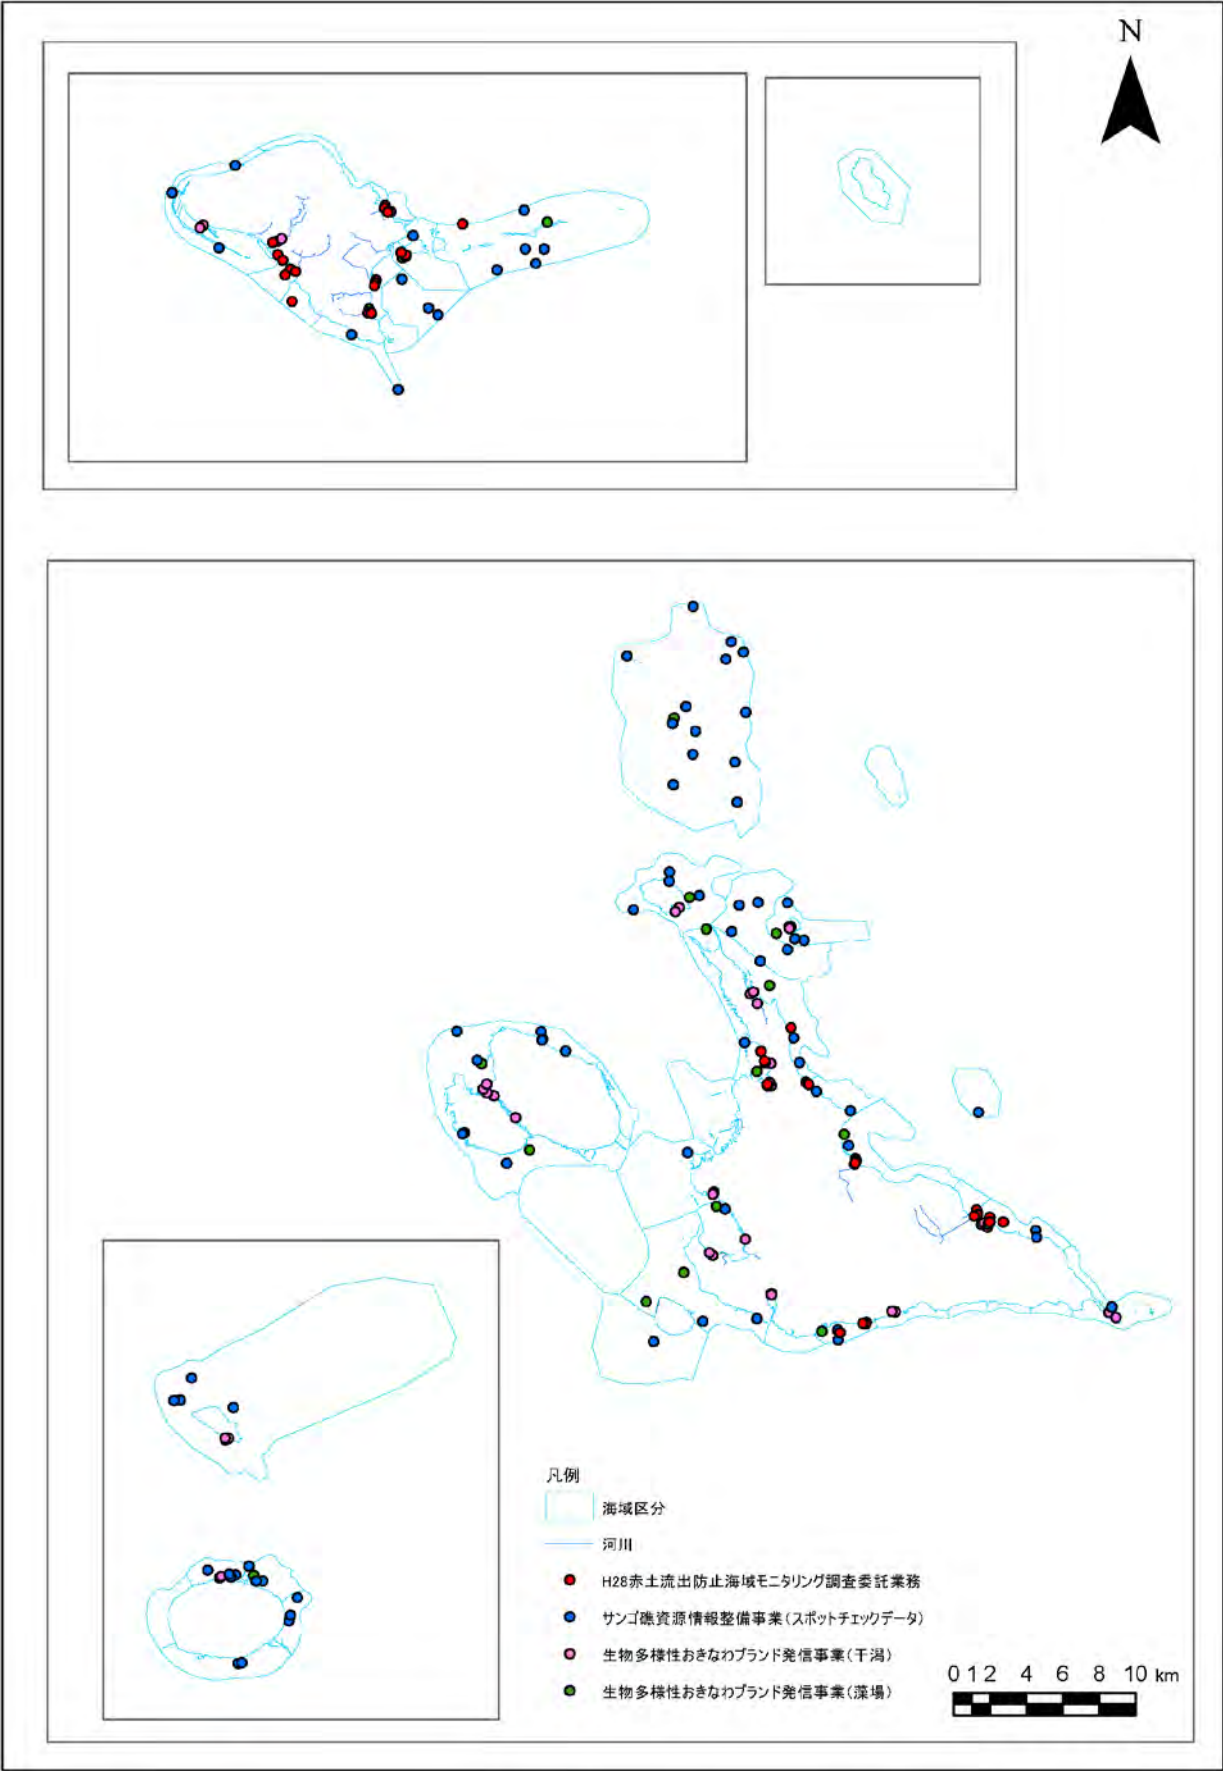 N
凡例
海域区分
河川
H28赤土流出防止海域モニタリング調査委託業務
サンゴ礁資源情報整備事業(スポットチェックデータ)
生物多様性おきなわブランド発信事業(干潟)
生物多様性おきなわブランド発信事業(藻場)
0 1 2 4 6 8 10 km